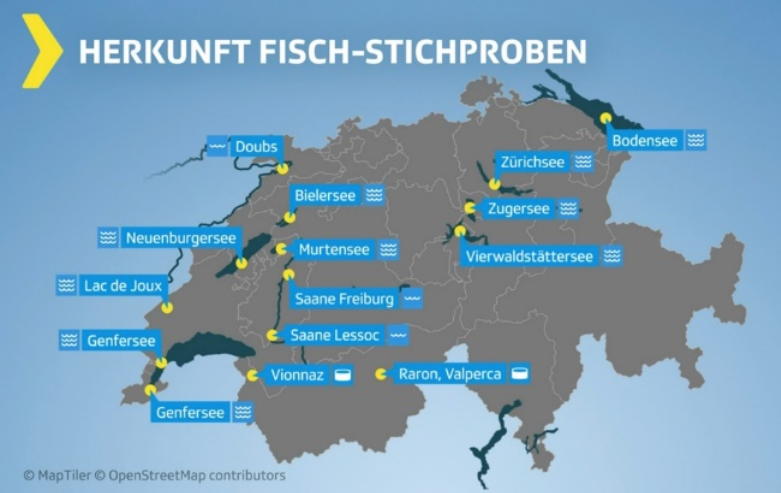 HERKUNFT FISCH-STICHPROBEN
Doubs
Bodensee
Zürichsee
Bielersee
Zugersee
Neuenburgersee
Murtensee
Vierwaldstättersee
Lac de Joux
Saane Freiburg
Genfersee
Saane Lessoc
Vionnaz
Raron, Valperca
Genfersee
© MapTiler © OpenStreetMap contributors